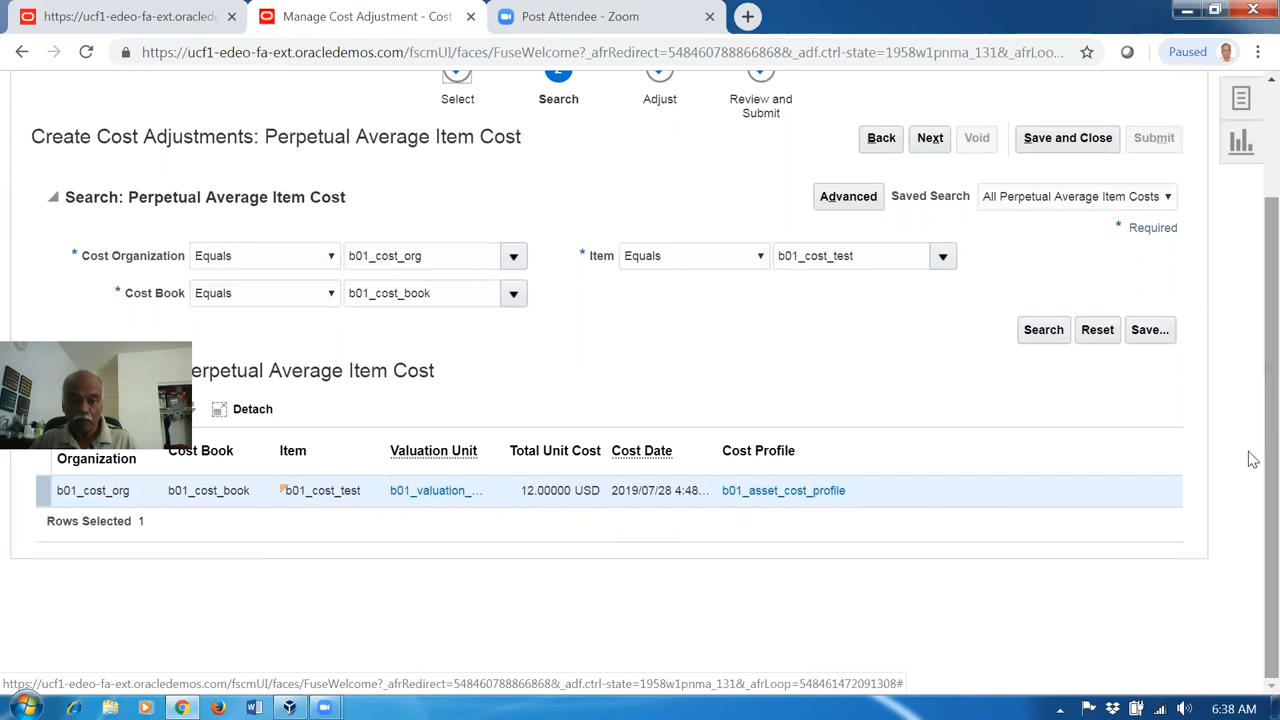 https://ucf1-edeo-fa-ext.oracled
Manage Cost Adjustment - Cost
Post Attendee - Zoom
https://ucf1-edeo-fa-ext.oracledemos.com/fscmUI/faces/FuseWelcome?_afrRedirect=548460788866868&_adf.ctrl-state=1958w1pnma_131&_afrLoo...
Paused
Select
Search
Adjust
Review and
Submit
Create Cost Adjustments: Perpetual Average Item Cost
Back Next Void Save and Close Submit
Search: Perpetual Average Item Cost
Advanced Saved Search All Perpetual Average Item Costs
* Required
* Cost Organization Equals b01_cost_org
* Item Equals b01_cost_test
* Cost Book Equals b01_cost_book
Search Reset Save...
erpetual Average Item Cost
Detach
Organization Cost Book Item Valuation Unit Total Unit Cost Cost Date Cost Profile
b01_cost_org b01_cost_book b01_cost_test b01_valuation_... 12.00000 USD 2019/07/28 4:48... b01_asset_cost_profile
Rows Selected 1
https://ucf1-edeo-fa-ext.oracledemos.com/fscmUI/faces/FuseWelcome?_afrRedirect=548460788866868&_adf.ctrl-state=1958w1pnma_131&_afrLoop=548461472091308#
6:38 AM